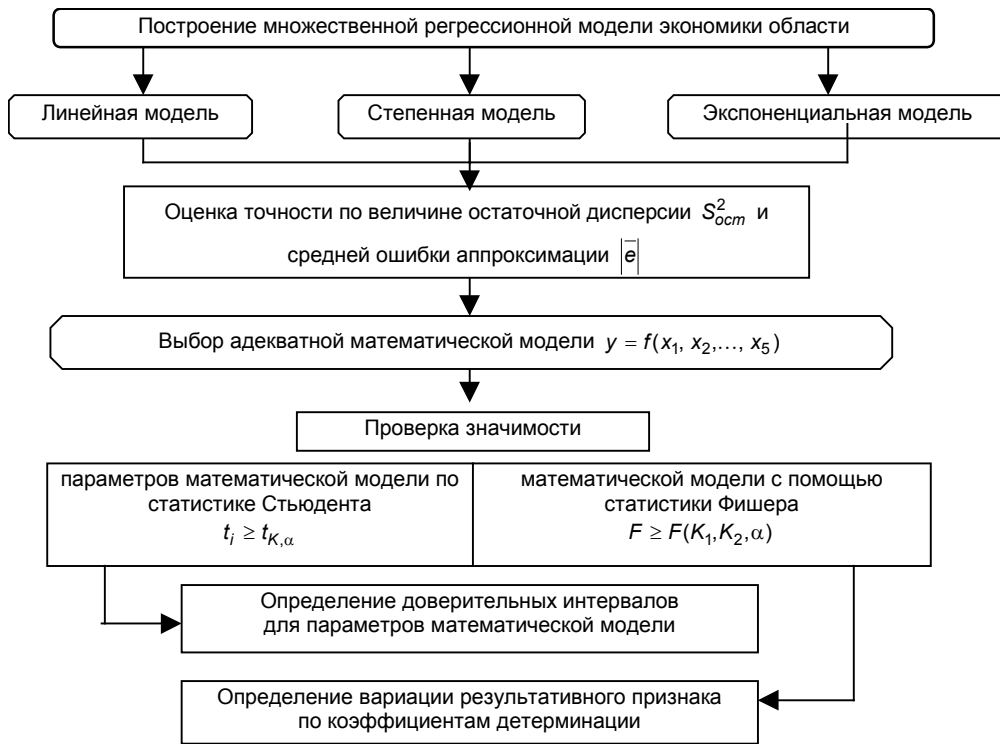 Построение множественной регрессионной модели экономики области
Линейная модель
Степенная модель
Экспоненциальная модель
Оценка точности по величине остаточной дисперсии S²_ост и
средней ошибки аппроксимации |e̅|
Выбор адекватной математической модели y = f(x₁, x₂,…, x₅)
Проверка значимости
параметров математической модели по
статистике Стьюдента
tᵢ ≥ t_K,α
математической модели с помощью
статистики Фишера
F ≥ F(K₁,K₂,α)
Определение доверительных интервалов
для параметров математической модели
Определение вариации результативного признака
по коэффициентам детерминации